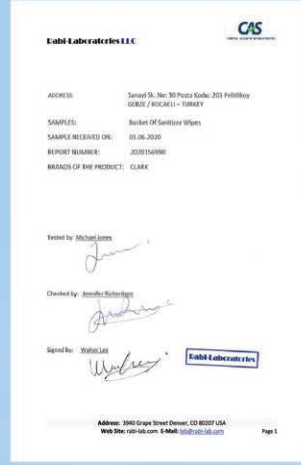 Rabi-Laboratories LLC
CAS
ADDRESS: Sanayi Sk. No: 30 Posta Kodu: 203 Pelitlikoy
GEBZE / KOCAELI – TURKEY
SAMPLES: Bucket Of Sanitizer Wipes
SAMPLE RECEIVED ON: 01.06.2020
REPORT NUMBER: 2020156990
BRANDS OF THE PRODUCT: CLARK
Tested by: Michael Jones
Checked by: Jennifer Richardson
Signed By: Walter Lee
Rabi-Laboratories
Address: 3940 Grape Street Denver, CO 80207 USA
Web Site: rabi-lab.com E-Mail: lab@rabi-lab.com Page 1